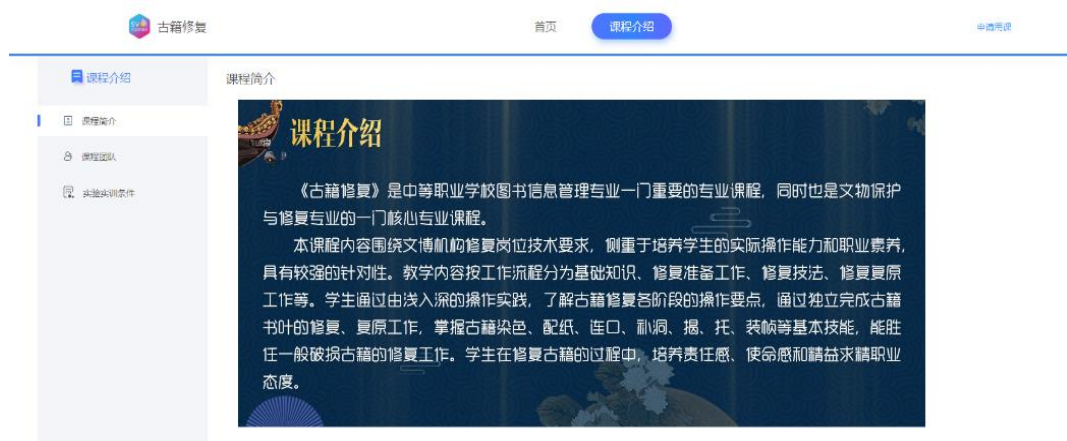 古籍修复
首页
课程介绍
申请用课
课程介绍
课程简介
课程团队
实验实训条件
课程简介
课程介绍
《古籍修复》是中等职业学校图书信息管理专业一门重要的专业课程，同时也是文物保护
与修复专业的一门核心专业课程。
本课程内容围绕文博机构修复岗位技术要求，侧重于培养学生的实际操作能力和职业素养，
具有较强的针对性。教学内容按工作流程分为基础知识、修复准备工作、修复技法、修复复原
工作等。学生通过由浅入深的操作实践，了解古籍修复各阶段的操作要点，通过独立完成古籍
书叶的修复、复原工作，掌握古籍染色、配纸、连口、补洞、揭、托、装帧等基本技能，能胜
任一般破损古籍的修复工作。学生在修复古籍的过程中，培养责任感、使命感和精益求精职业
态度。